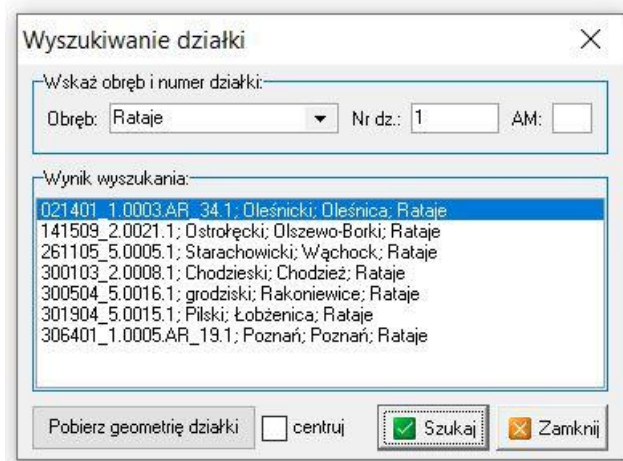 Wyszukiwanie działki
Wskaż obręb i numer działki:
Obręb: Rataje Nr dz.: 1 AM:
Wynik wyszukania:
021401_1.0003.AR_34.1; Oleśnicki; Oleśnica; Rataje
141509_2.0021.1; Ostrołęcki; Olszewo-Borki; Rataje
261105_5.0005.1; Starachowicki; Wąchock; Rataje
300103_2.0008.1; Chodzieski; Chodzież; Rataje
300504_5.0016.1; grodziski; Rakoniewice; Rataje
301904_5.0015.1; Pilski; Łobżenica; Rataje
306401_1.0005.AR_19.1; Poznań; Poznań; Rataje
Pobierz geometrię działki centruj Szukaj Zamknij